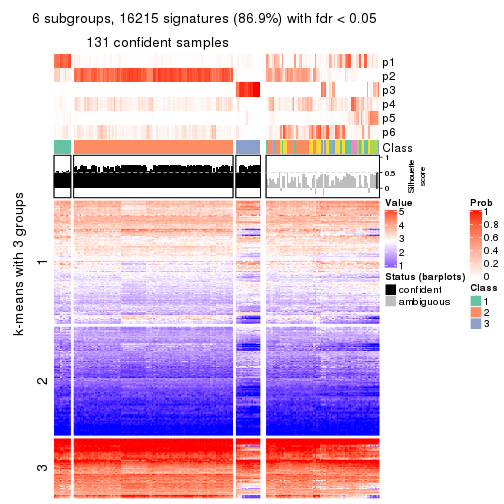 6 subgroups, 16215 signatures (86.9%) with fdr < 0.05
131 confident samples
p1
p2
p3
p4
p5
p6
Class
1
0.5
0
Silhouette
score
k-means with 3 groups
1
2
3
Value
5
4
3
2
1
Status (barplots)
confident
ambiguous
Prob
1
0.8
0.6
0.4
0.2
0
Class
1
2
3